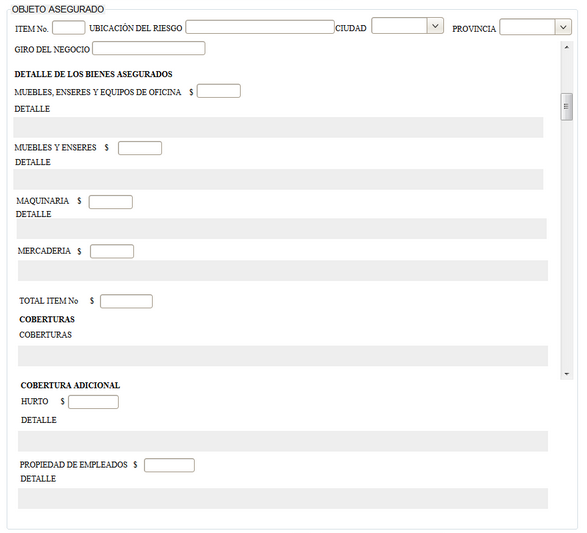 OBJETO ASEGURADO
ITEM No. UBICACIÓN DEL RIESGO CIUDAD PROVINCIA
GIRO DEL NEGOCIO
DETALLE DE LOS BIENES ASEGURADOS
MUEBLES, ENSERES Y EQUIPOS DE OFICINA $
DETALLE
MUEBLES Y ENSERES $
DETALLE
MAQUINARIA $
DETALLE
MERCADERIA $
TOTAL ITEM No $
COBERTURAS
COBERTURAS
COBERTURA ADICIONAL
HURTO $
DETALLE
PROPIEDAD DE EMPLEADOS $
DETALLE